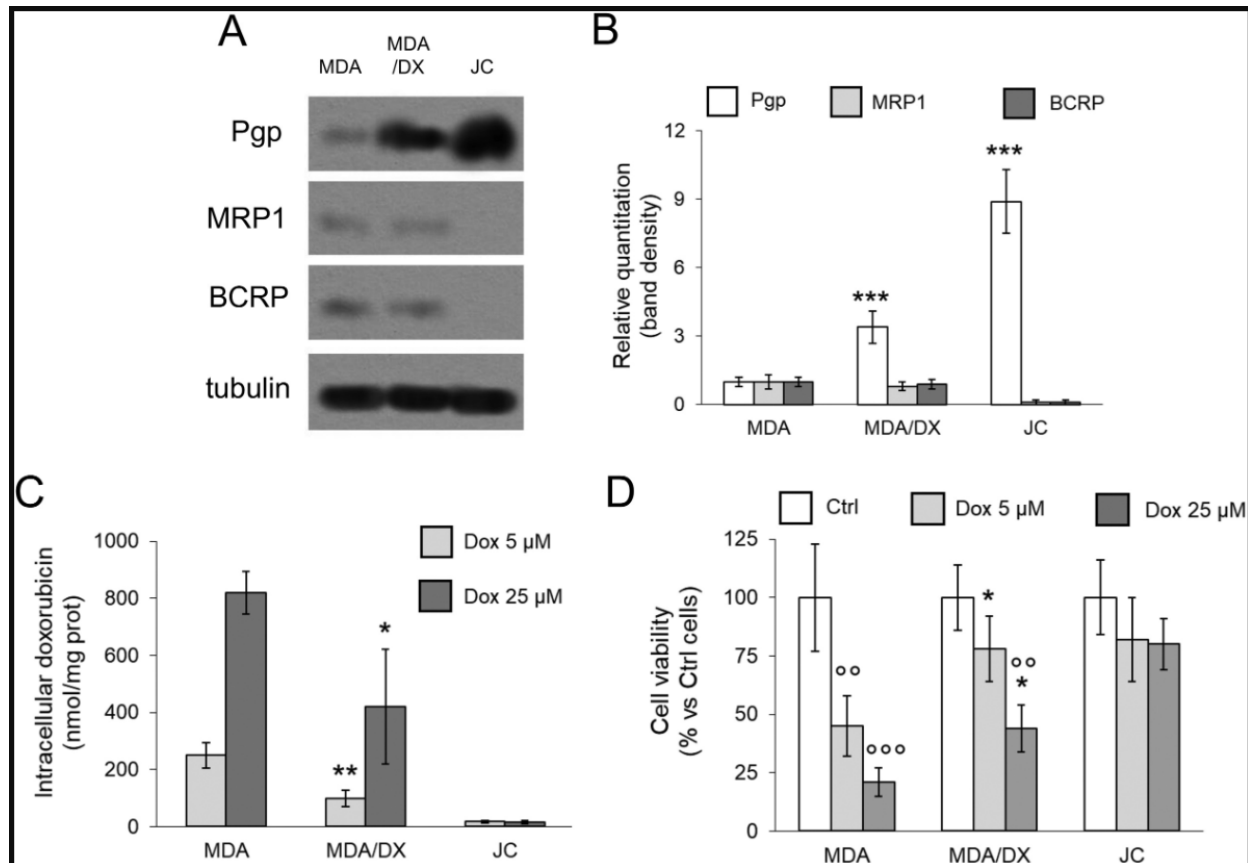 A
MDA
MDA
/DX
JC
Pgp
MRP1
BCRP
tubulin
B
Pgp
MRP1
BCRP
Relative quantitation
(band density)
12
9
6
3
0
***
***
MDA
MDA/DX
JC
C
Dox 5 µM
Dox 25 µM
Intracellular doxorubicin
(nmol/mg prot)
1000
800
600
400
200
0
**
*
MDA
MDA/DX
JC
D
Ctrl
Dox 5 µM
Dox 25 µM
Cell viability
(% vs Ctrl cells)
125
100
75
50
25
0
°°
°°°
*
°°
*
MDA
MDA/DX
JC